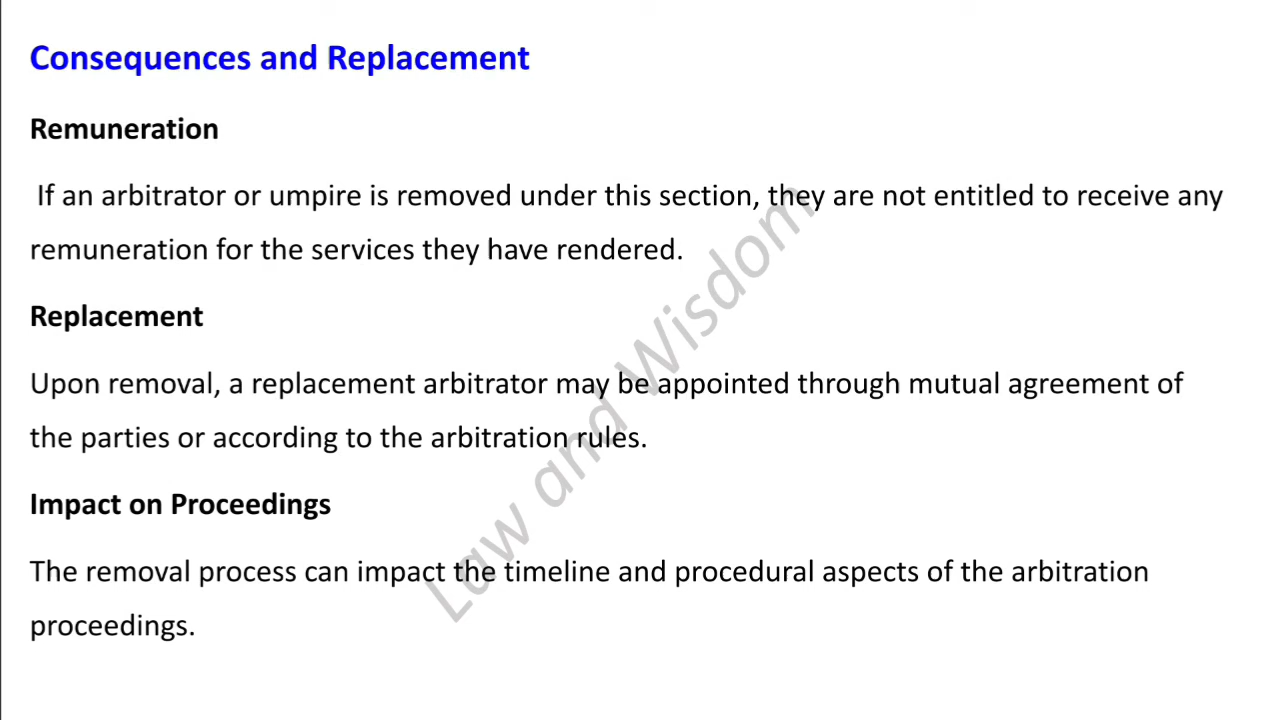 Consequences and Replacement
Remuneration
If an arbitrator or umpire is removed under this section, they are not entitled to receive any
remuneration for the services they have rendered.
Replacement
Upon removal, a replacement arbitrator may be appointed through mutual agreement of
the parties or according to the arbitration rules.
Impact on Proceedings
The removal process can impact the timeline and procedural aspects of the arbitration
proceedings.
Law and Wisdom